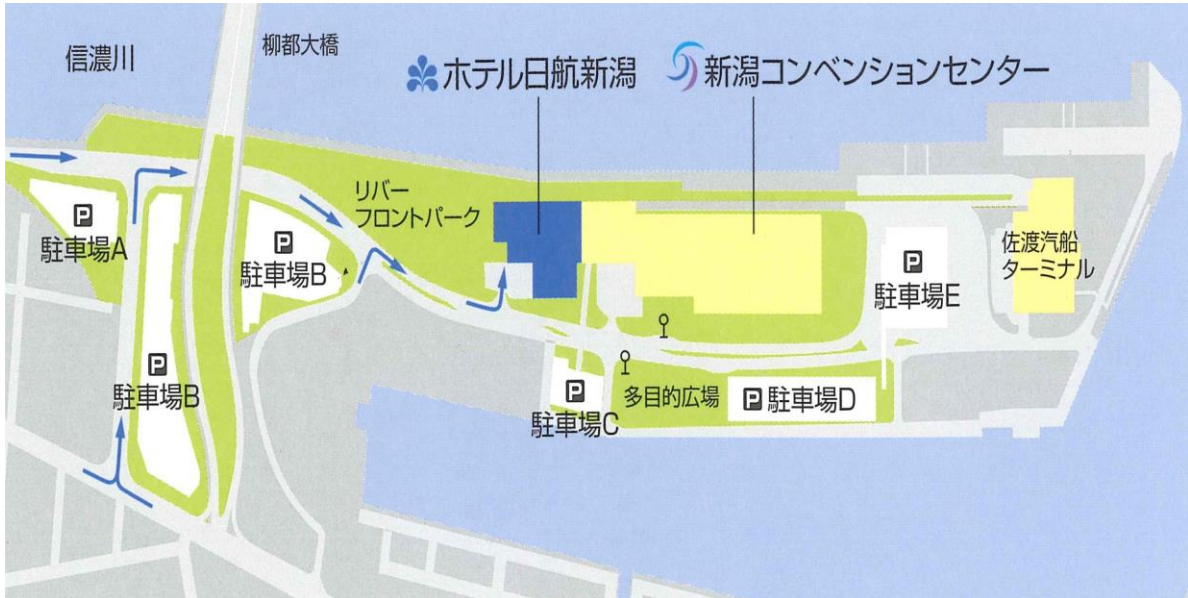 信濃川
柳都大橋
ホテル日航新潟
新潟コンベンションセンター
リバー
フロントパーク
P
駐車場A
P
駐車場B
P
駐車場B
P
駐車場C
多目的広場
P 駐車場D
P
駐車場E
佐渡汽船
ターミナル